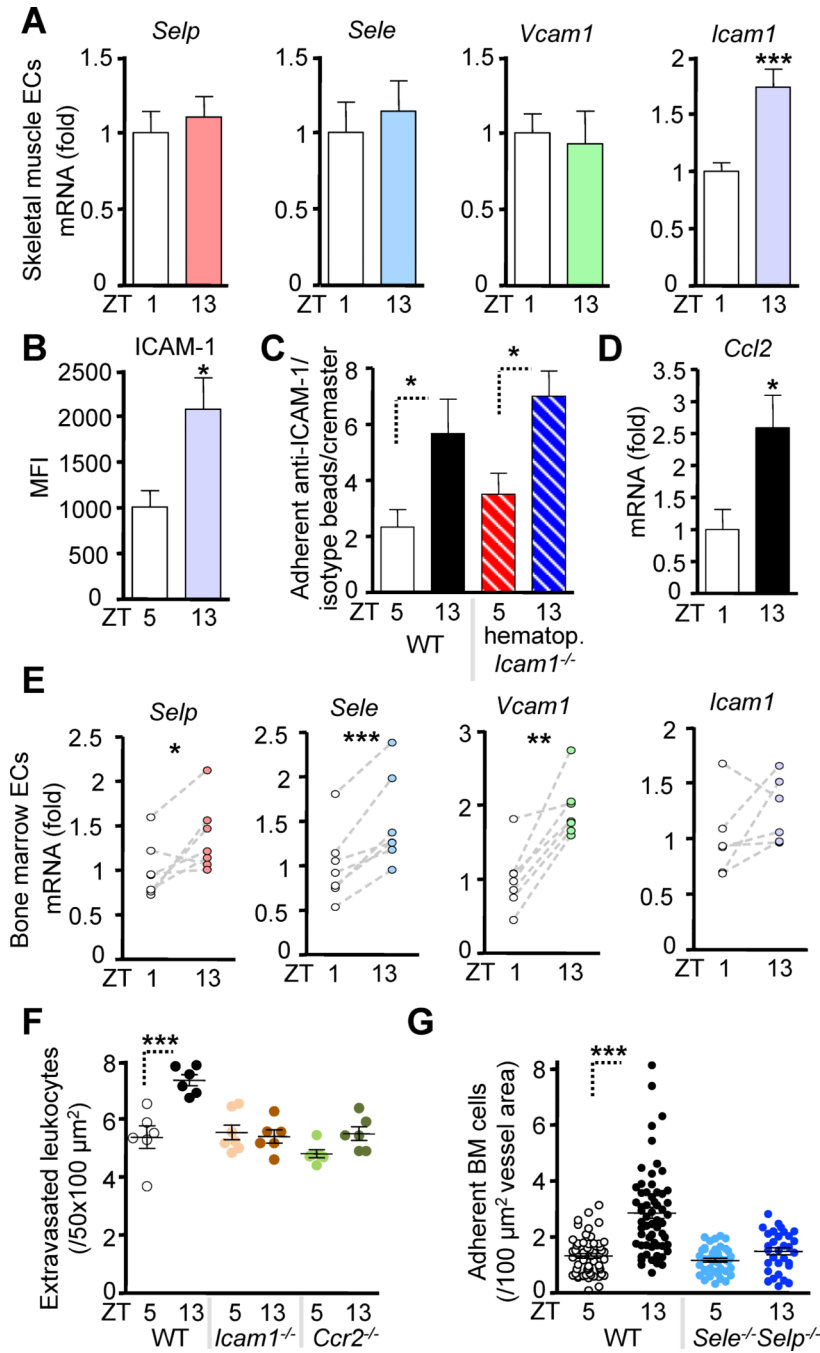 A
Selp
Sele
Vcam1
Icam1
Skeletal muscle ECs
mRNA (fold)
1.5
1
0.5
0
ZT 1 13
1.5
1
0.5
0
ZT 1 13
1.5
1
0.5
0
ZT 1 13
2
1
0
***
ZT 1 13
B
ICAM-1
MFI
2500
2000
1500
1000
500
0
*
ZT 5 13
C
Adherent anti-ICAM-1/
isotype beads/cremaster
8
6
4
2
0
*
*
ZT 5 13 5 13
WT
hematop.
Icam1-/-
D
Ccl2
mRNA (fold)
3.5
3
2.5
2
1.5
1
0.5
0
*
ZT 1 13
E
Selp
Sele
Vcam1
Icam1
Bone marrow ECs
mRNA (fold)
2.5
2
1.5
1
0.5
0
*
ZT 1 13
2.5
2
1.5
1
0.5
0
***
ZT 1 13
3
2
1
0
**
ZT 1 13
2
1.5
1
0.5
0
ZT 1 13
F
Extravasated leukocytes
(/50x100 µm²)
8
6
4
2
0
***
ZT 5 13 5 13 5 13
WT Icam1-/- Ccr2-/-
G
Adherent BM cells
(/100 µm² vessel area)
8
6
4
2
0
***
ZT 5 13 5 13
WT Sele-/-Selp-/-